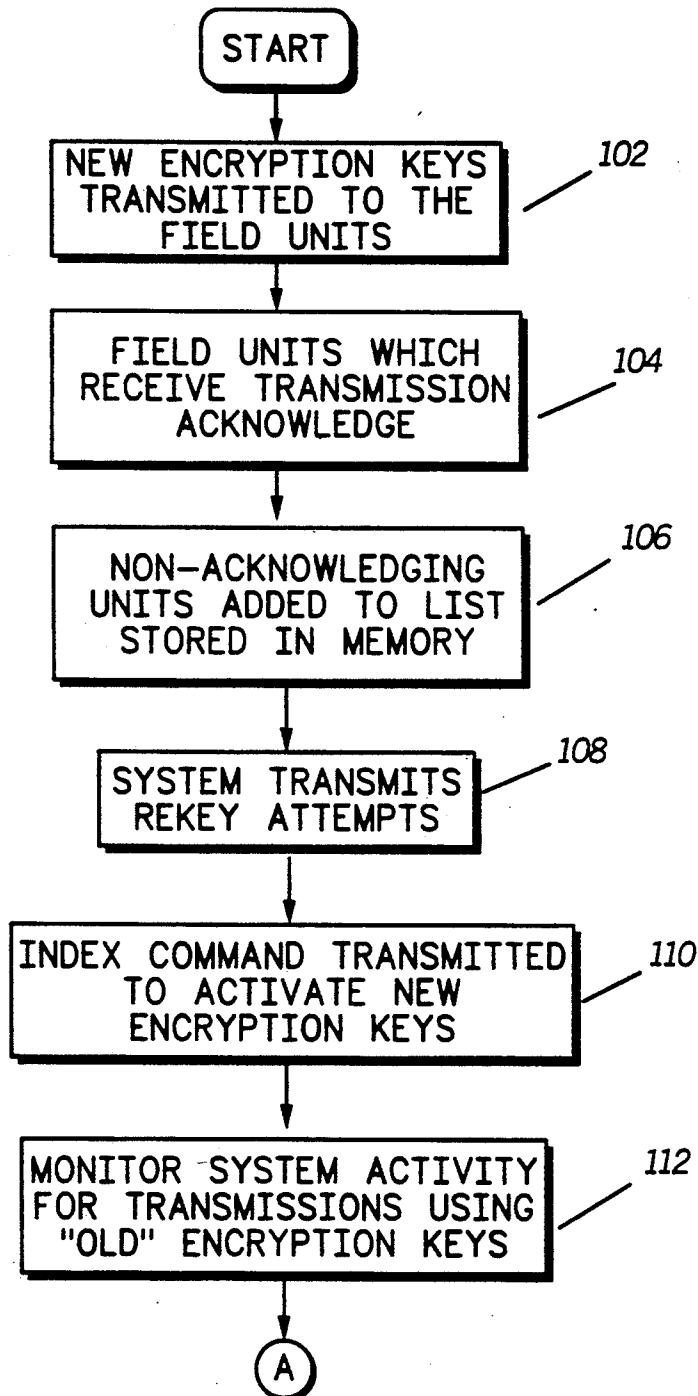 START
NEW ENCRYPTION KEYS
TRANSMITTED TO THE
FIELD UNITS
102
FIELD UNITS WHICH
RECEIVE TRANSMISSION
ACKNOWLEDGE
104
NON-ACKNOWLEDGING
UNITS ADDED TO LIST
STORED IN MEMORY
106
SYSTEM TRANSMITS
REKEY ATTEMPTS
108
INDEX COMMAND TRANSMITTED
TO ACTIVATE NEW
ENCRYPTION KEYS
110
MONITOR SYSTEM ACTIVITY
FOR TRANSMISSIONS USING
"OLD" ENCRYPTION KEYS
112
A